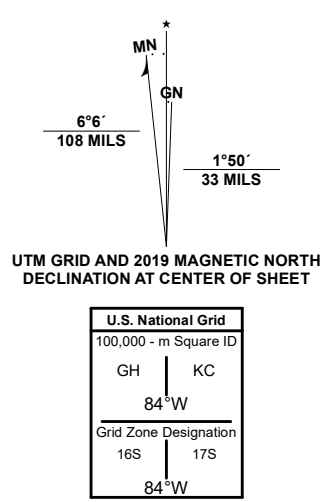 ★
MN
GN
6°6´
108 MILS
1°50´
33 MILS
UTM GRID AND 2019 MAGNETIC NORTH
DECLINATION AT CENTER OF SHEET
U.S. National Grid
100,000 - m Square ID
GH KC
84°W
Grid Zone Designation
16S 17S
84°W